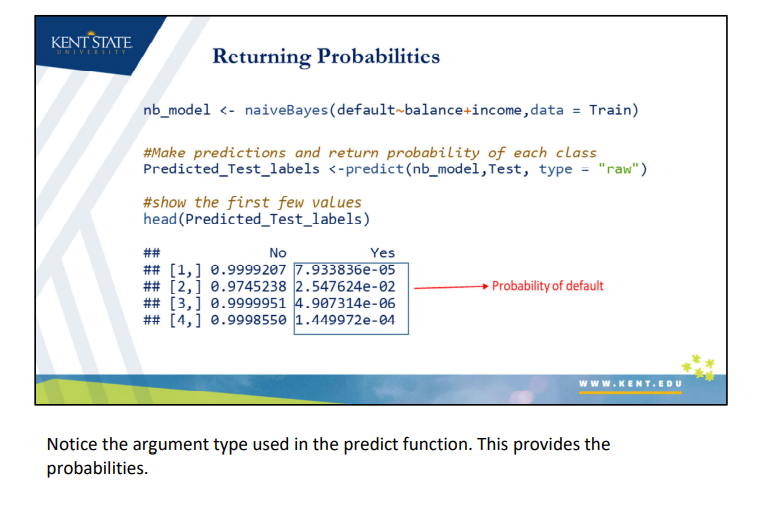 KENT STATE
UNIVERSITY
Returning Probabilities
nb_model <- naiveBayes(default~balance+income,data = Train)
#Make predictions and return probability of each class
Predicted_Test_labels <-predict(nb_model,Test, type = "raw")
#show the first few values
head(Predicted_Test_labels)
## No Yes
## [1,] 0.9999207 7.933836e-05
## [2,] 0.9745238 2.547624e-02
## [3,] 0.9999951 4.907314e-06
## [4,] 0.9998550 1.449972e-04
Probability of default
WWW.KENT.EDU
Notice the argument type used in the predict function. This provides the
probabilities.